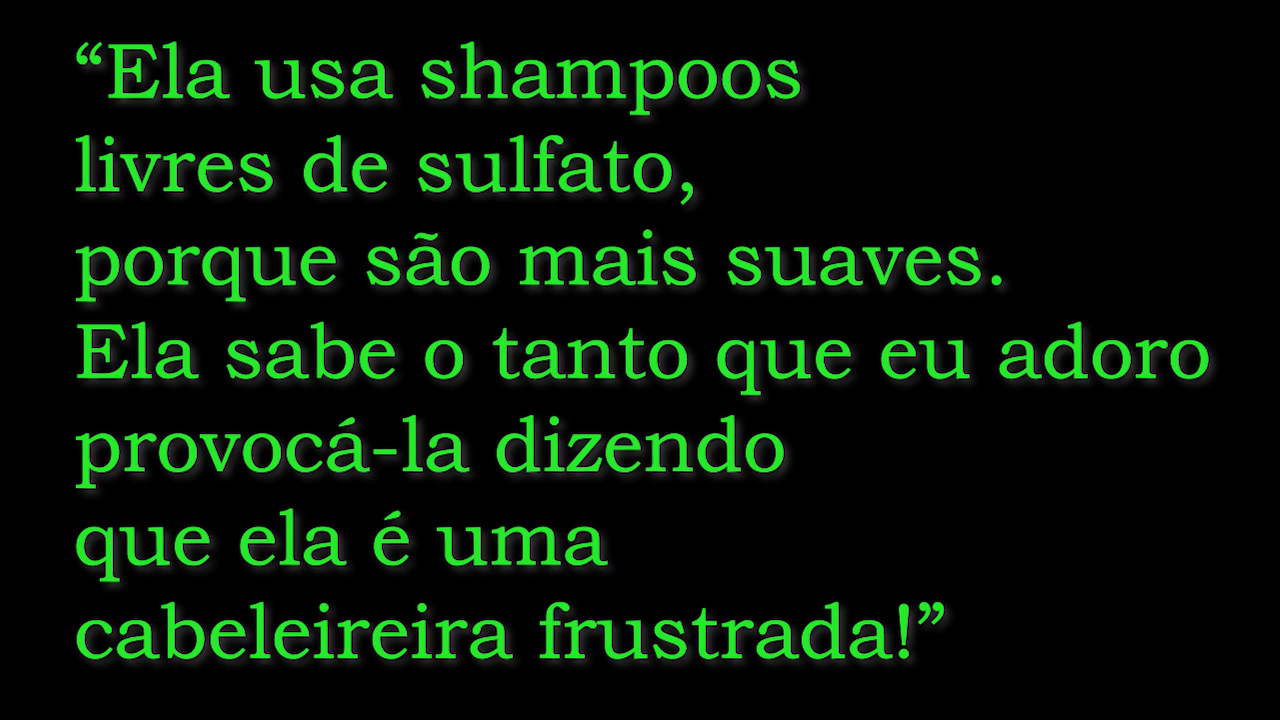 “Ela usa shampoos
livres de sulfato,
porque são mais suaves.
Ela sabe o tanto que eu adoro
provocá-la dizendo
que ela é uma
cabeleireira frustrada!”